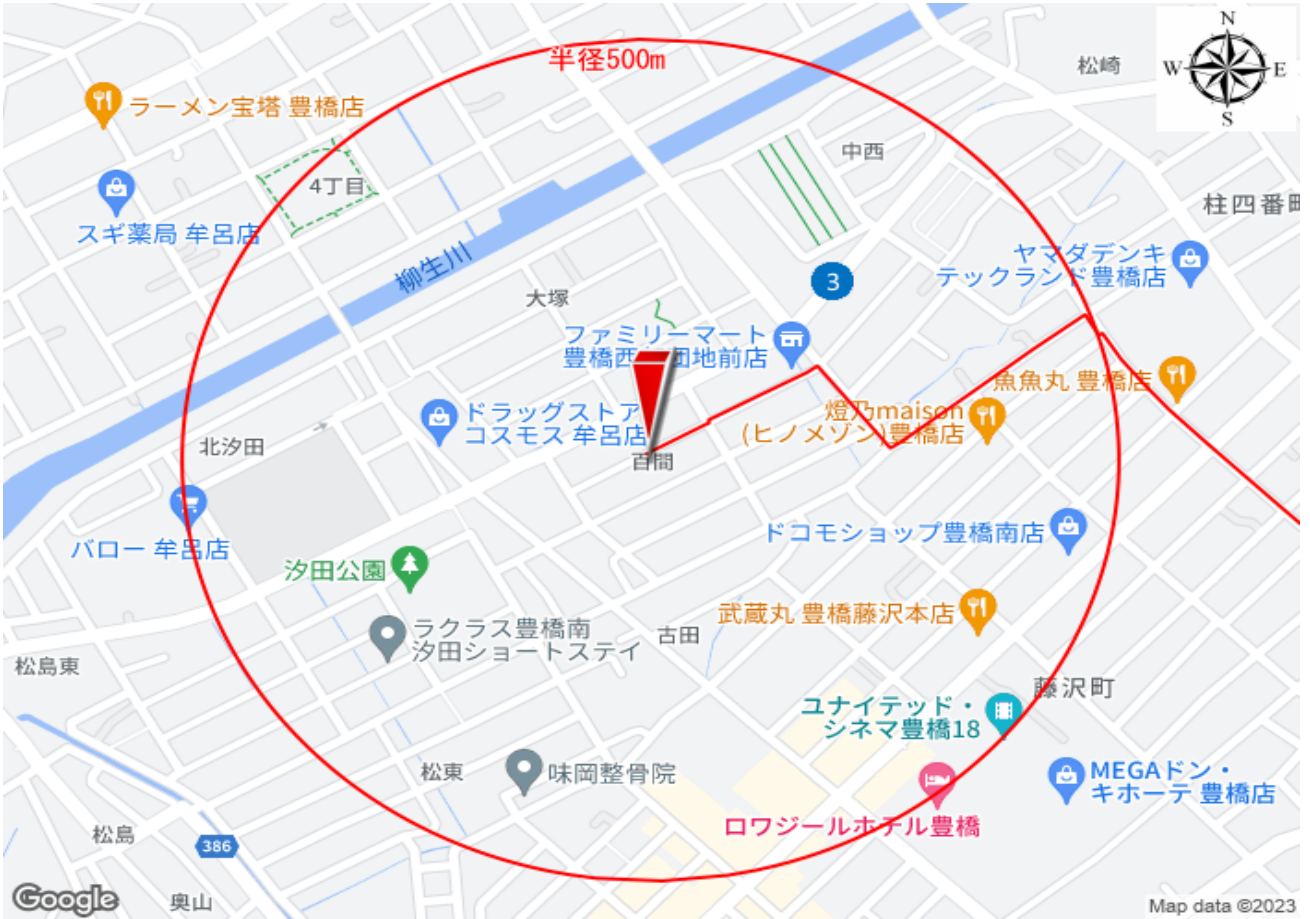 半径500m
N
W
E
S
松崎
ラーメン宝塔 豊橋店
中西
4丁目
柱四番町
スギ薬局 牟呂店
ヤマダデンキ
テックランド豊橋店
柳生川
3
大塚
ファミリーマート
豊橋西
団地前店
魚魚丸 豊橋店
ドラッグストア
コスモス 牟呂店
燈乃maison
(ヒノメゾン)豊橋店
北汐田
百間
バロー 牟呂店
ドコモショップ豊橋南店
汐田公園
武蔵丸 豊橋藤沢本店
ラクラス豊橋南
汐田ショートステイ
古田
松島東
藤沢町
ユナイテッド・
シネマ豊橋18
松東
味岡整骨院
MEGAドン・
キホーテ 豊橋店
ロワジールホテル豊橋
松島
386
奥山
Google
Map data ©2023